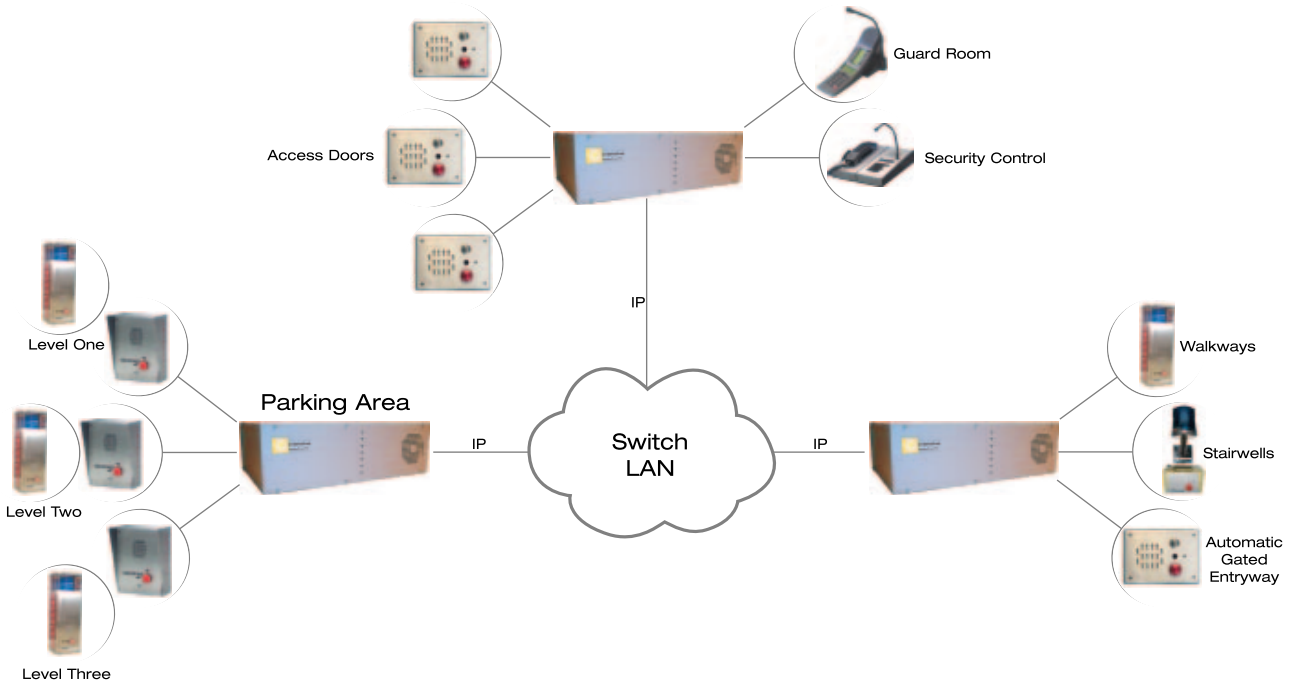 Guard Room
Access Doors
Security Control
IP
Level One
Walkways
Parking Area
IP
Switch
LAN
IP
Stairwells
Level Two
Automatic
Gated
Entryway
Level Three